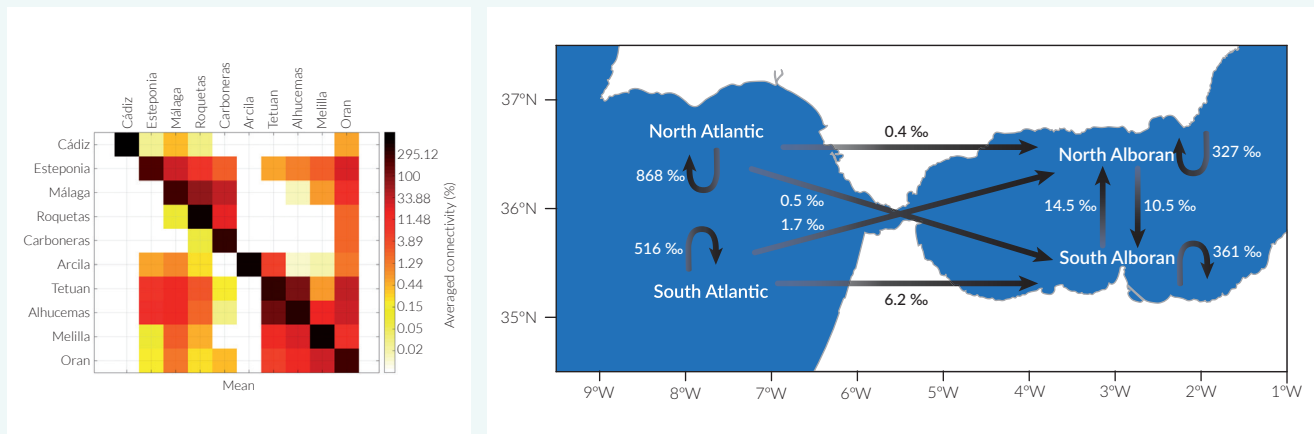 Cádiz
Esteponia
Málaga
Roquetas
Carboneras
Arcila
Tetuan
Alhucemas
Melilla
Oran
Cádiz
Esteponia
Málaga
Roquetas
Carboneras
Arcila
Tetuan
Alhucemas
Melilla
Oran
Mean
295.12
100
33.88
11.48
3.89
1.29
0.44
0.15
0.05
0.02
Averaged connectivity (%)
37°N
36°N
35°N
North Atlantic
868 ‰
0.4 ‰
North Alboran
327 ‰
0.5 ‰
1.7 ‰
14.5 ‰
10.5 ‰
516 ‰
South Atlantic
6.2 ‰
South Alboran
361 ‰
9°W
8°W
7°W
6°W
5°W
4°W
3°W
2°W
1°W